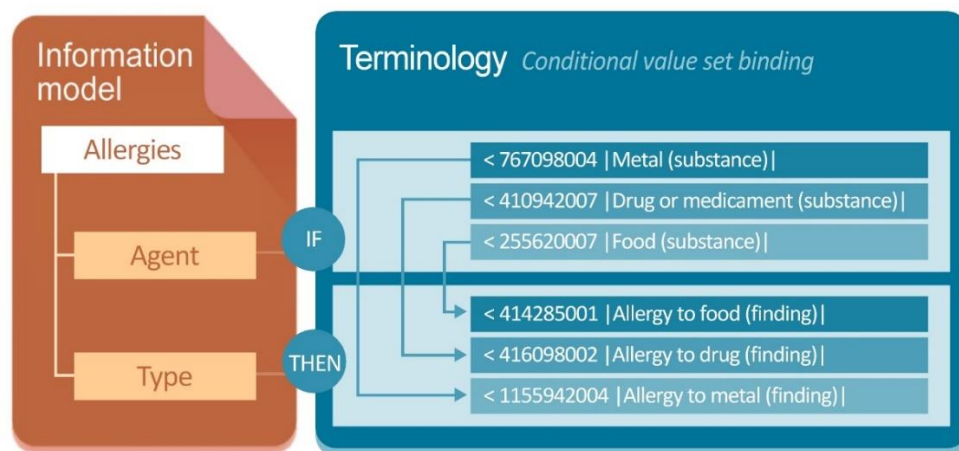 Information
model
Allergies
Agent
Type
IF
THEN
Terminology Conditional value set binding
< 767098004 |Metal (substance)|
< 410942007 |Drug or medicament (substance)|
< 255620007 |Food (substance)|
< 414285001 |Allergy to food (finding)|
< 416098002 |Allergy to drug (finding)|
< 1155942004 |Allergy to metal (finding)|